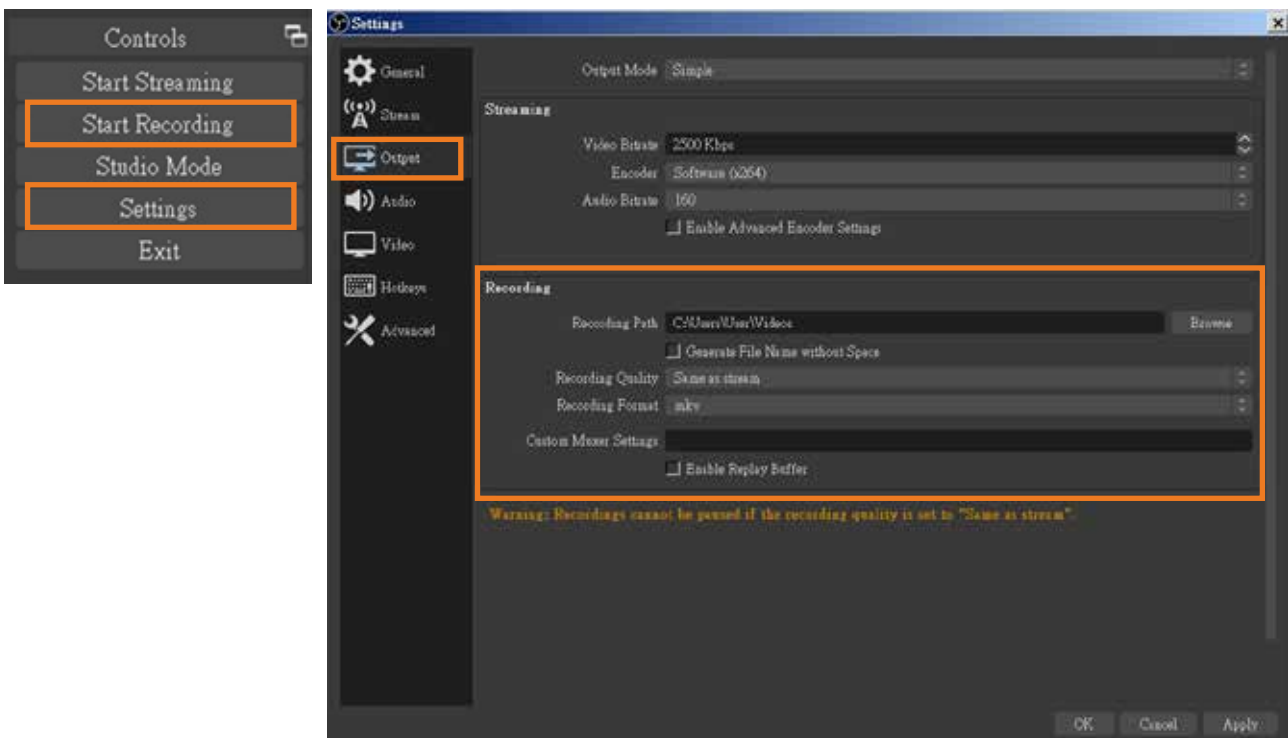 Controls
Start Streaming
Start Recording
Studio Mode
Settings
Exit
Settings
General
Stream
Output
Audio
Video
Hotkeys
Advanced
Output Mode Simple
Streaming
Video Bitrate 2500 Kbps
Encoder Software (x264)
Audio Bitrate 160
Enable Advanced Encoder Settings
Recording
Recording Path C:\Users\User\Videos Browse
Generate File Name without Space
Recording Quality Same as stream
Recording Format mkv
Custom Muxer Settings
Enable Replay Buffer
Warning: Recordings cannot be paused if the recording quality is set to "Same as stream".
OK Cancel Apply